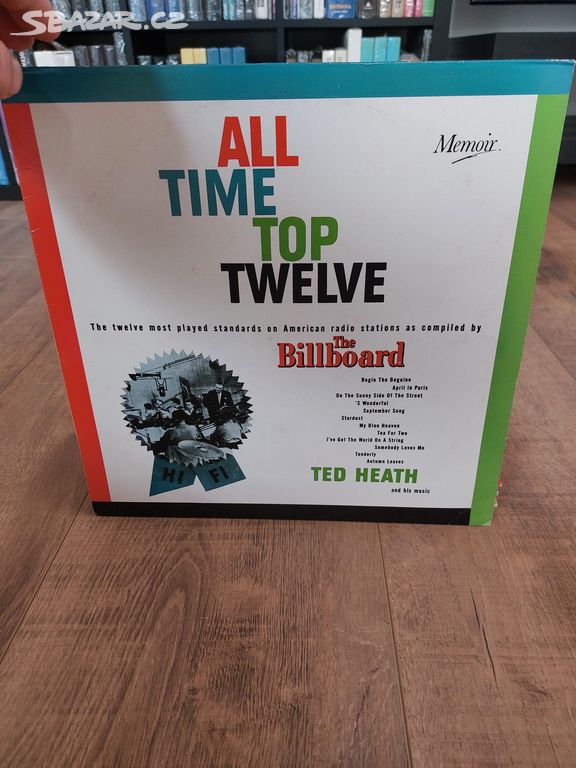 SBAZAR.CZ
ALL
TIME
TOP
TWELVE
Memoir.
The twelve most played standards on American radio stations as compiled by
The
Billboard
Begin The Beguine
April In Paris
On The Sunny Side Of The Street
'S Wonderful
September Song
Stardust
My Blue Heaven
Tea For Two
I've Got The World On A String
Somebody Loves Me
Tenderly
Autumn Leaves
HI FI
TED HEATH
and his music